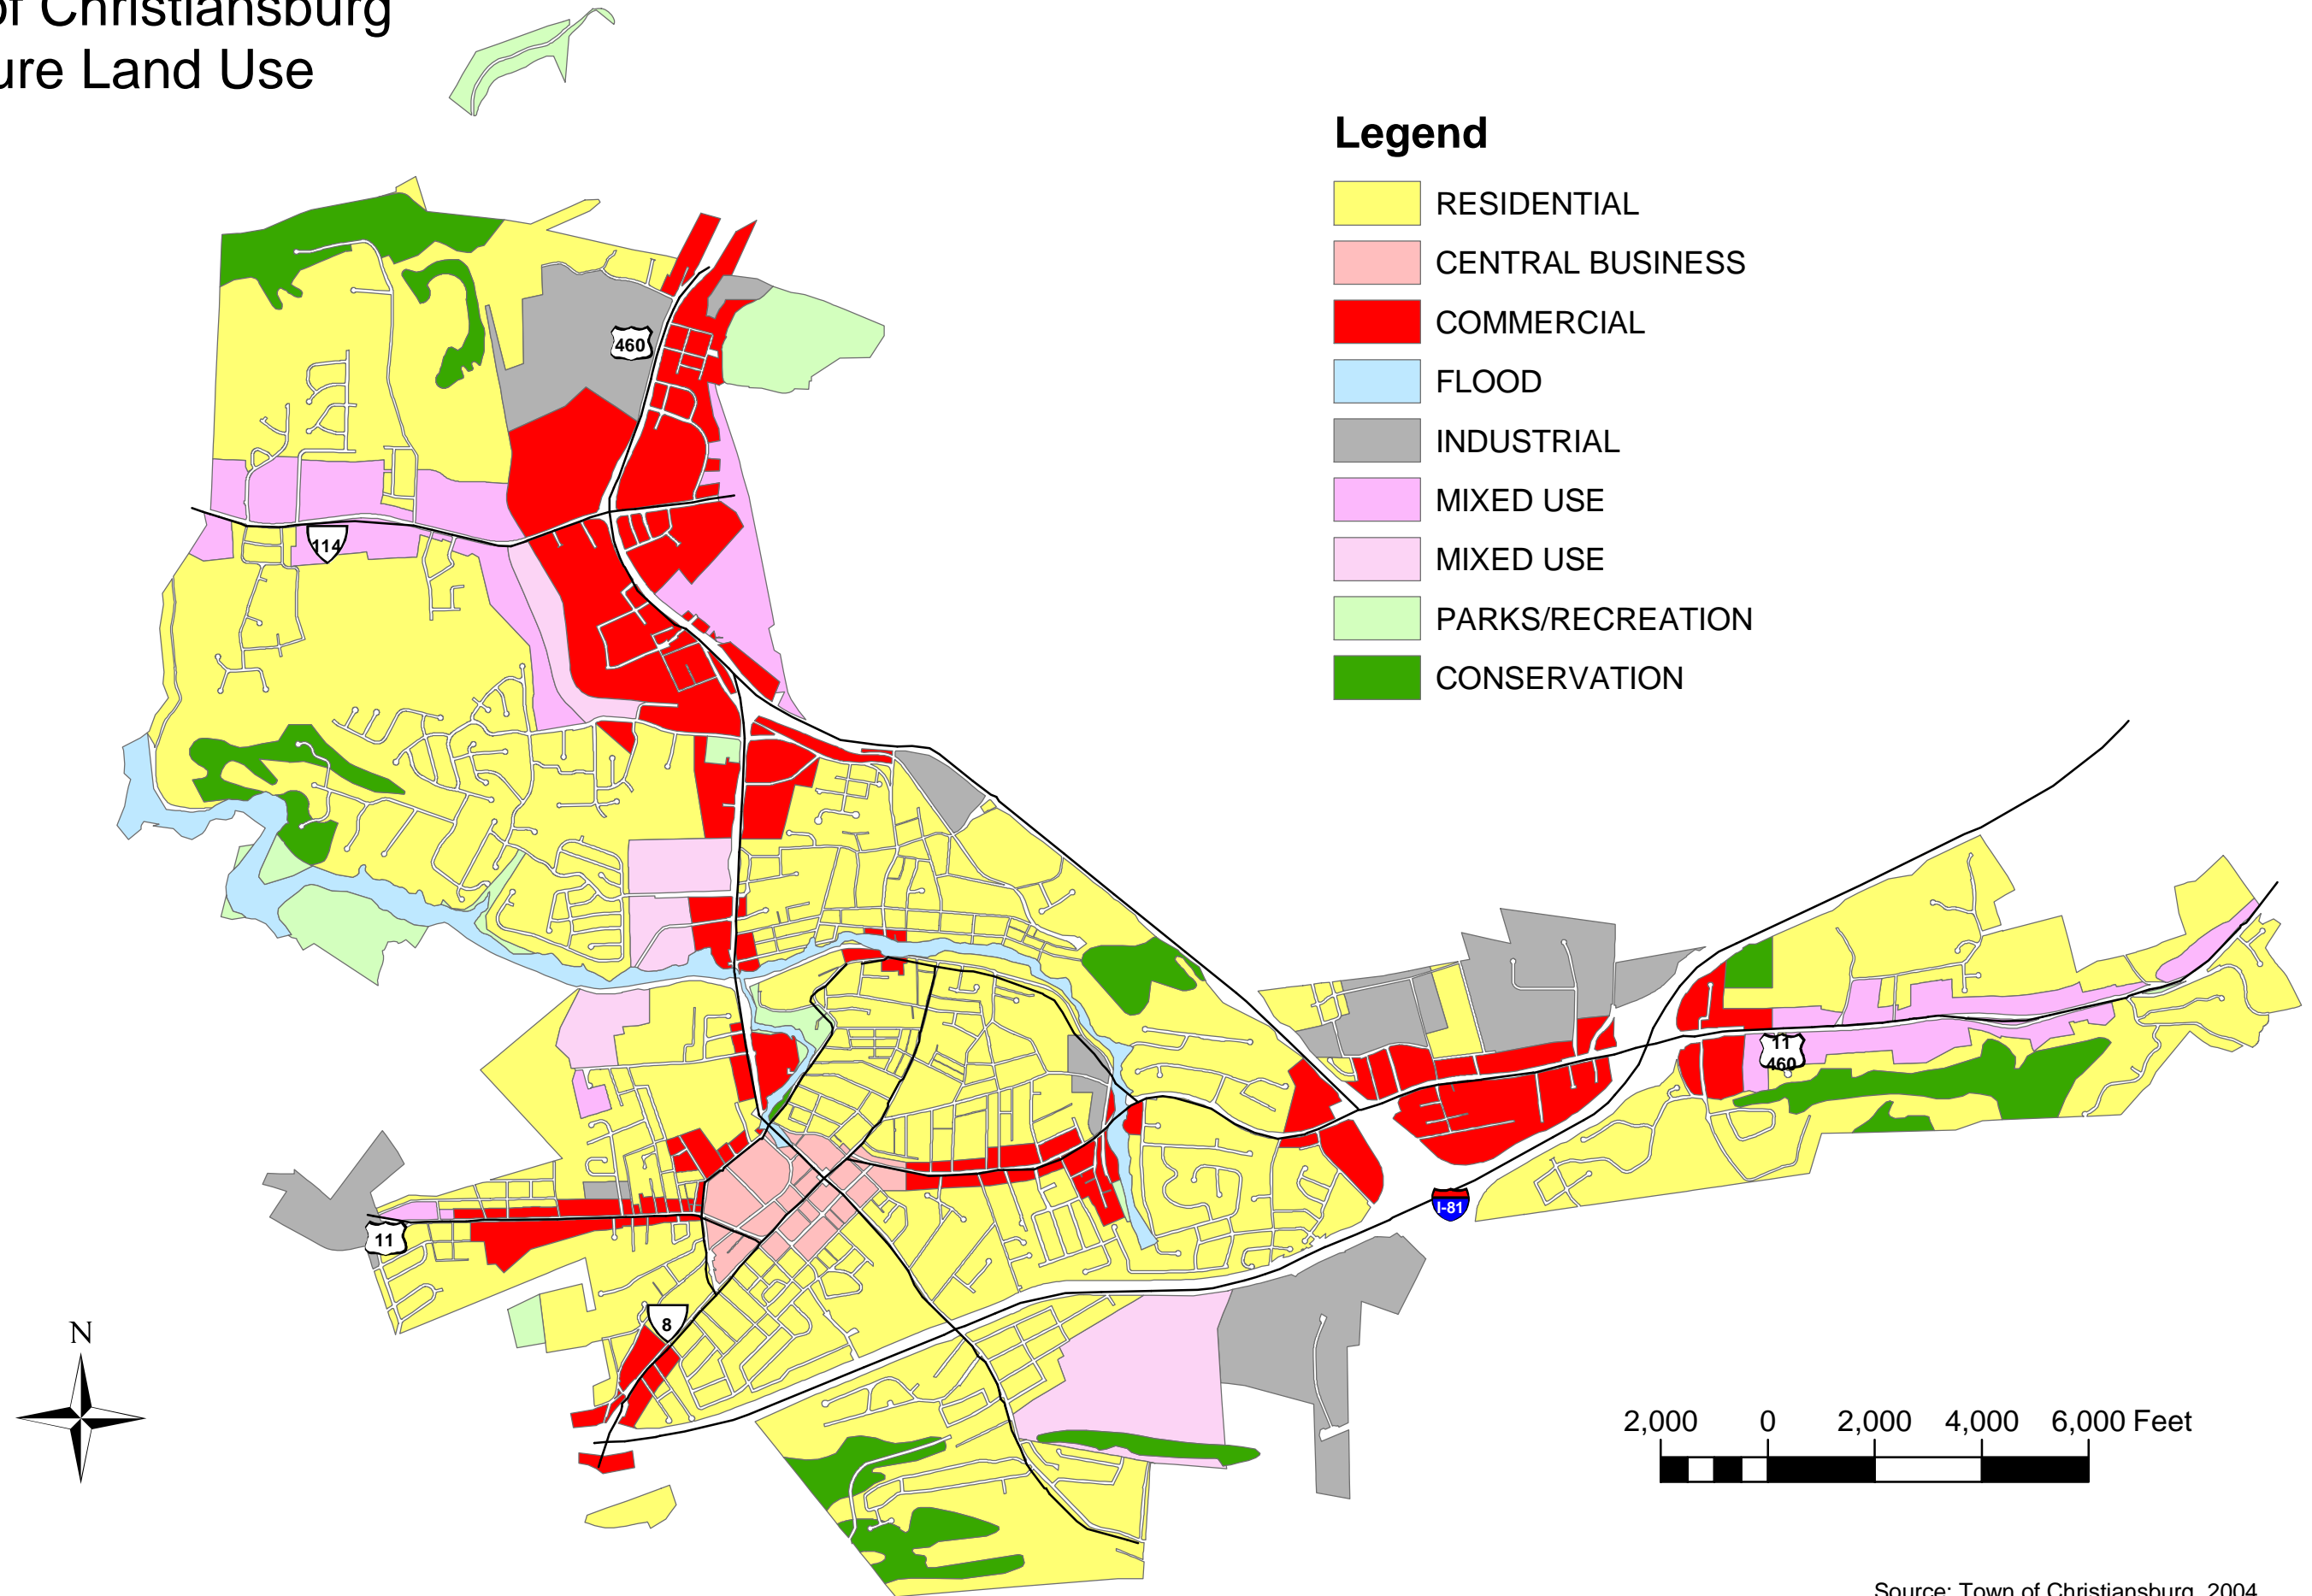 of Christiansburg
ure Land Use
Legend
RESIDENTIAL
CENTRAL BUSINESS
COMMERCIAL
FLOOD
INDUSTRIAL
MIXED USE
MIXED USE
PARKS/RECREATION
CONSERVATION
460
114
11
460
I-81
11
8
N
2,000 0 2,000 4,000 6,000 Feet
Source: Town of Christiansburg, 2004